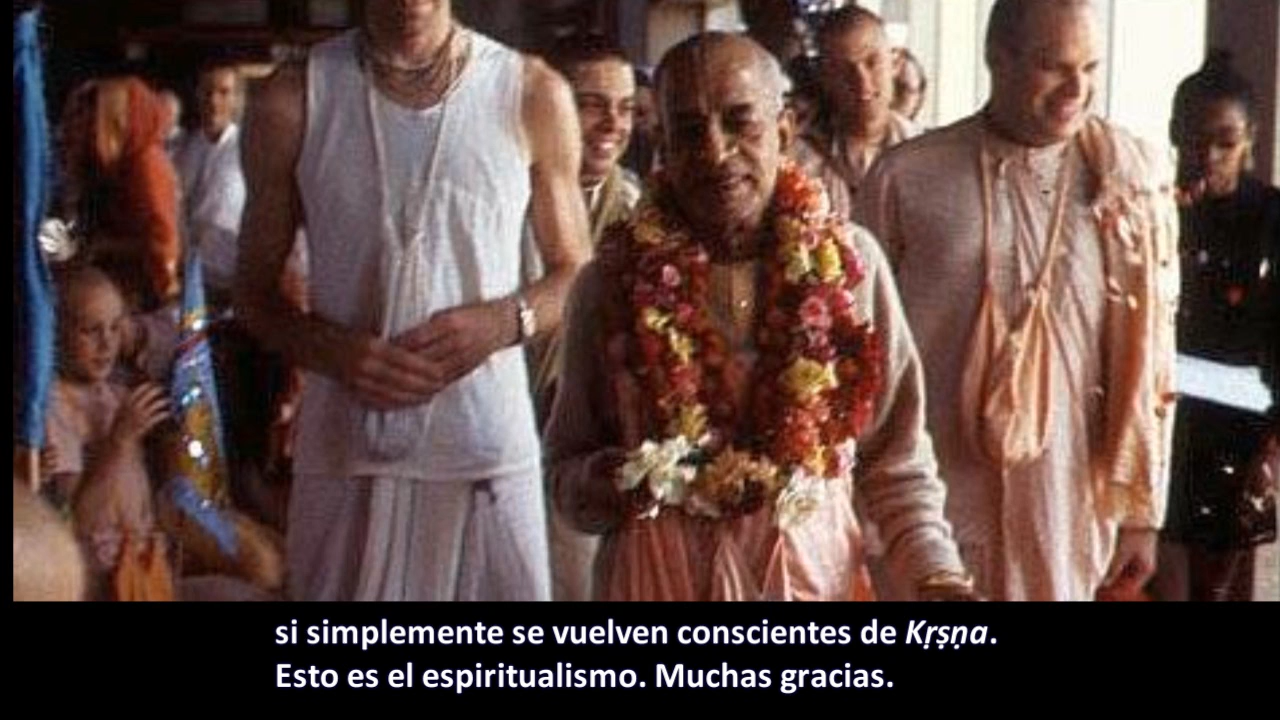 si simplemente se vuelven conscientes de Kṛṣṇa.
Esto es el espiritualismo. Muchas gracias.